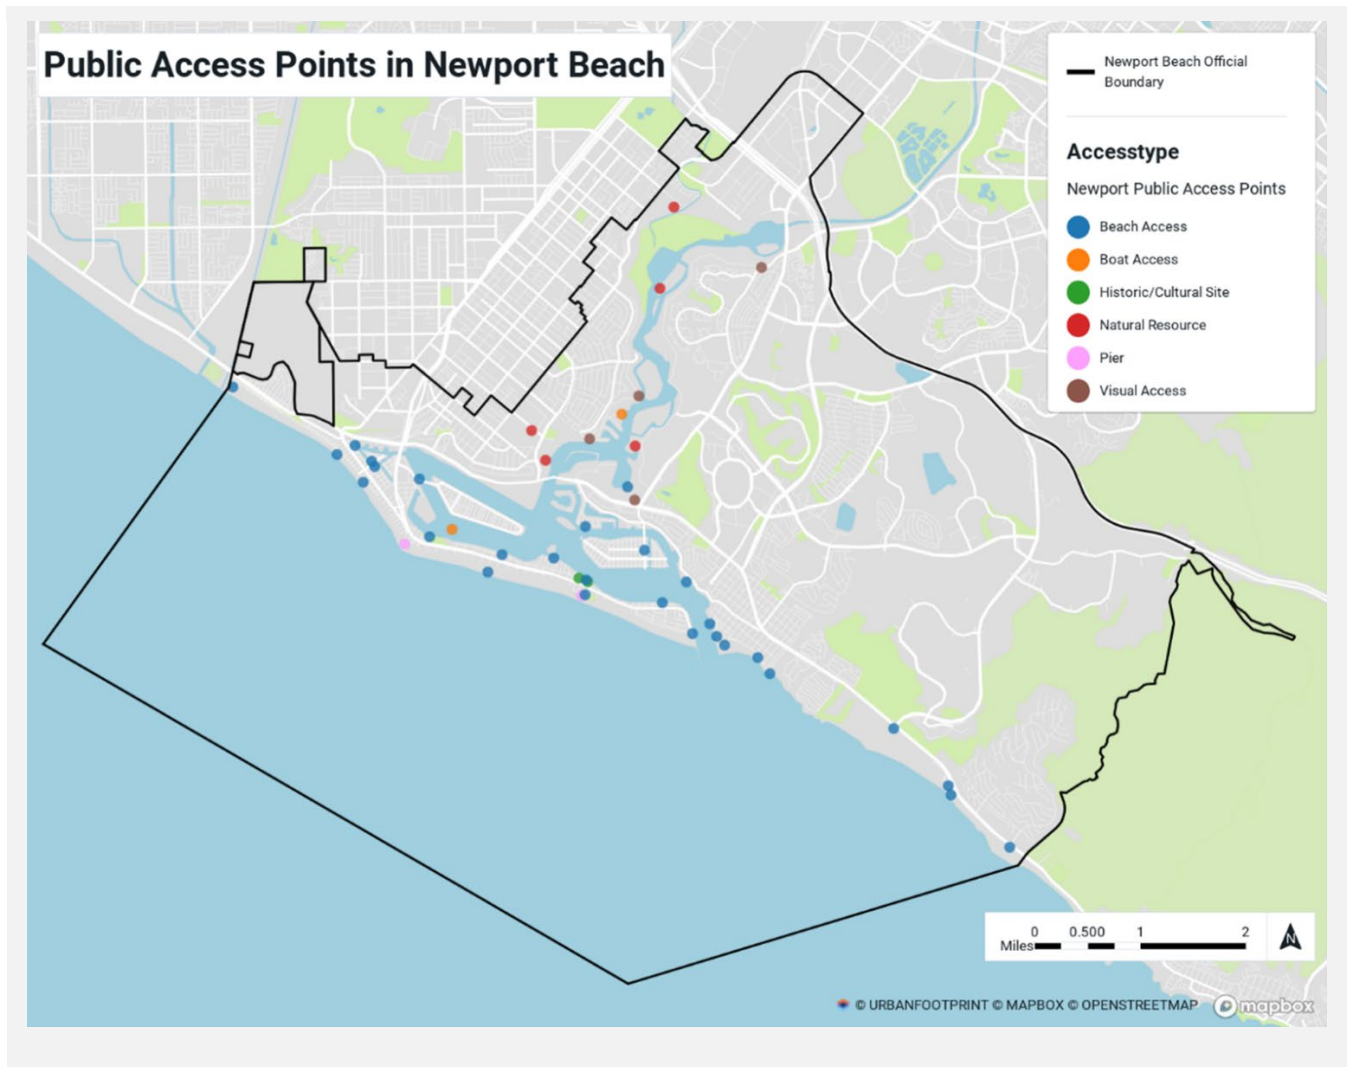 Public Access Points in Newport Beach
Newport Beach Official
Boundary
Accesstype
Newport Public Access Points
Beach Access
Boat Access
Historic/Cultural Site
Natural Resource
Pier
Visual Access
0 0.500 1 2
Miles
N
© URBANFOOTPRINT © MAPBOX © OPENSTREETMAP
mapbox